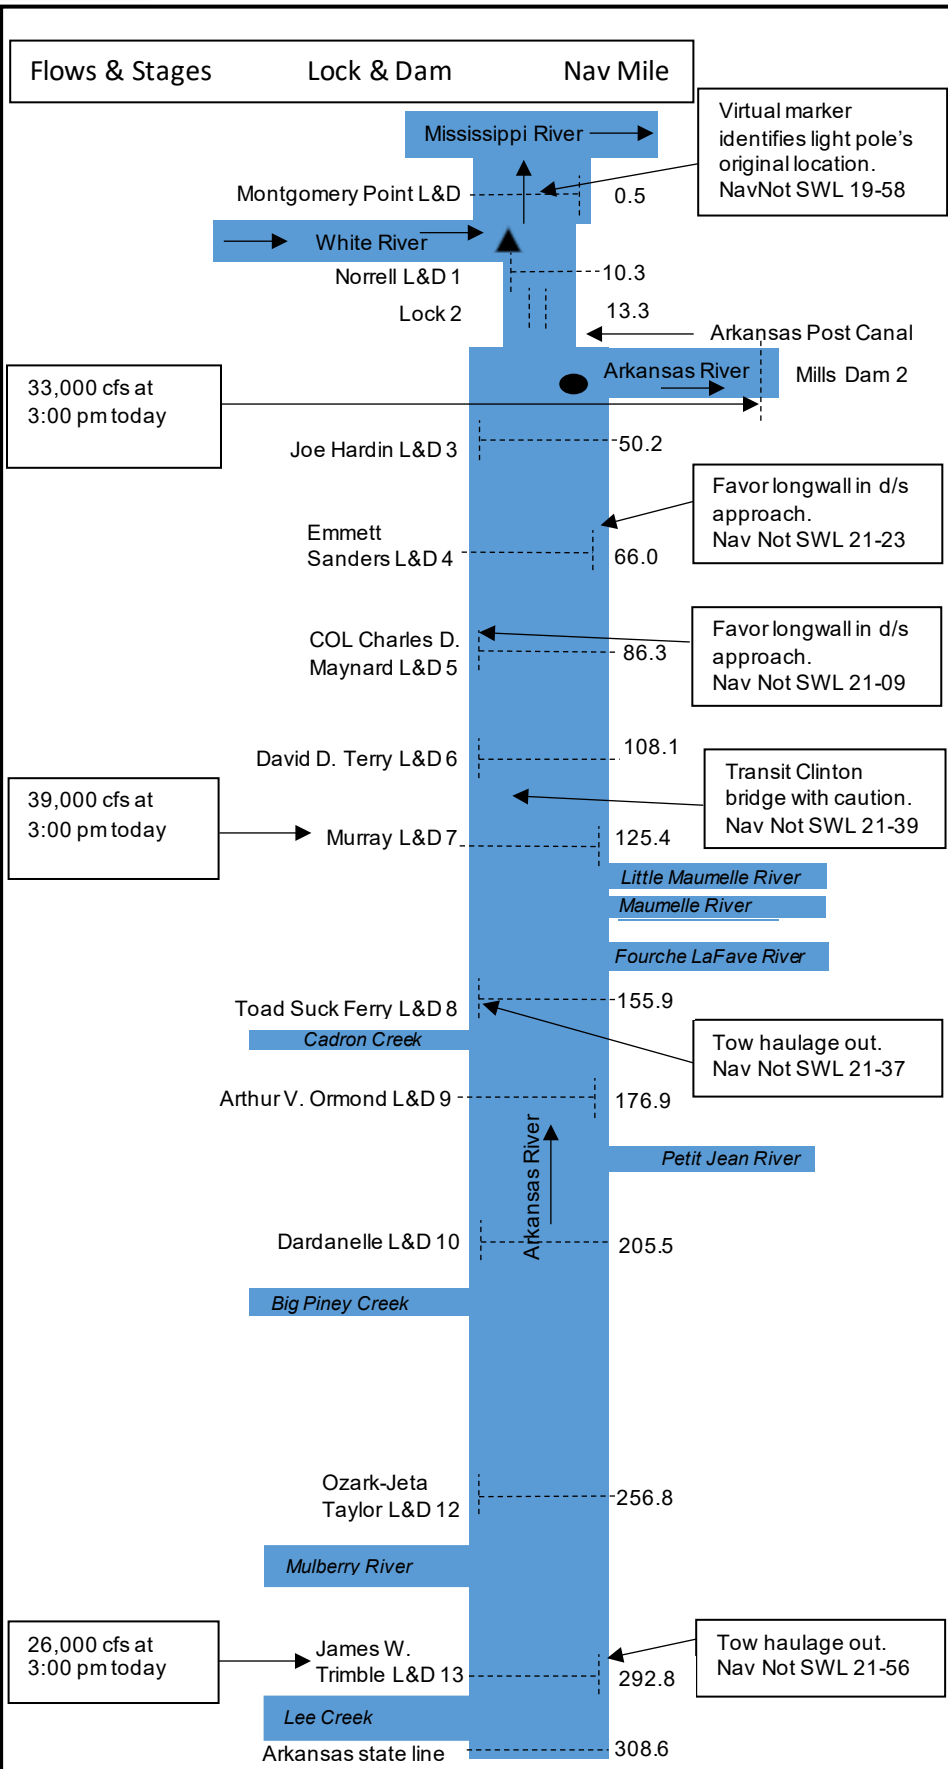 Flows & Stages Lock & Dam Nav Mile
Mississippi River
Virtual marker
identifies light pole's
original location.
NavNot SWL 19-58
Montgomery Point L&D
0.5
White River
Norrell L&D 1
10.3
Lock 2
13.3
Arkansas Post Canal
Arkansas River
Mills Dam 2
33,000 cfs at
3:00 pm today
Joe Hardin L&D 3
50.2
Favor longwall in d/s
approach.
Nav Not SWL 21-23
Emmett
Sanders L&D 4
66.0
COL Charles D.
Maynard L&D 5
86.3
Favor longwall in d/s
approach.
Nav Not SWL 21-09
David D. Terry L&D 6
108.1
Transit Clinton
bridge with caution.
Nav Not SWL 21-39
39,000 cfs at
3:00 pm today
Murray L&D 7
125.4
Little Maumelle River
Maumelle River
Fourche LaFave River
Toad Suck Ferry L&D 8
155.9
Cadron Creek
Tow haulage out.
Nav Not SWL 21-37
Arthur V. Ormond L&D 9
176.9
Arkansas River
Petit Jean River
Dardanelle L&D 10
205.5
Big Piney Creek
Ozark-Jeta
Taylor L&D 12
256.8
Mulberry River
26,000 cfs at
3:00 pm today
James W.
Trimble L&D 13
292.8
Tow haulage out.
Nav Not SWL 21-56
Lee Creek
Arkansas state line
308.6